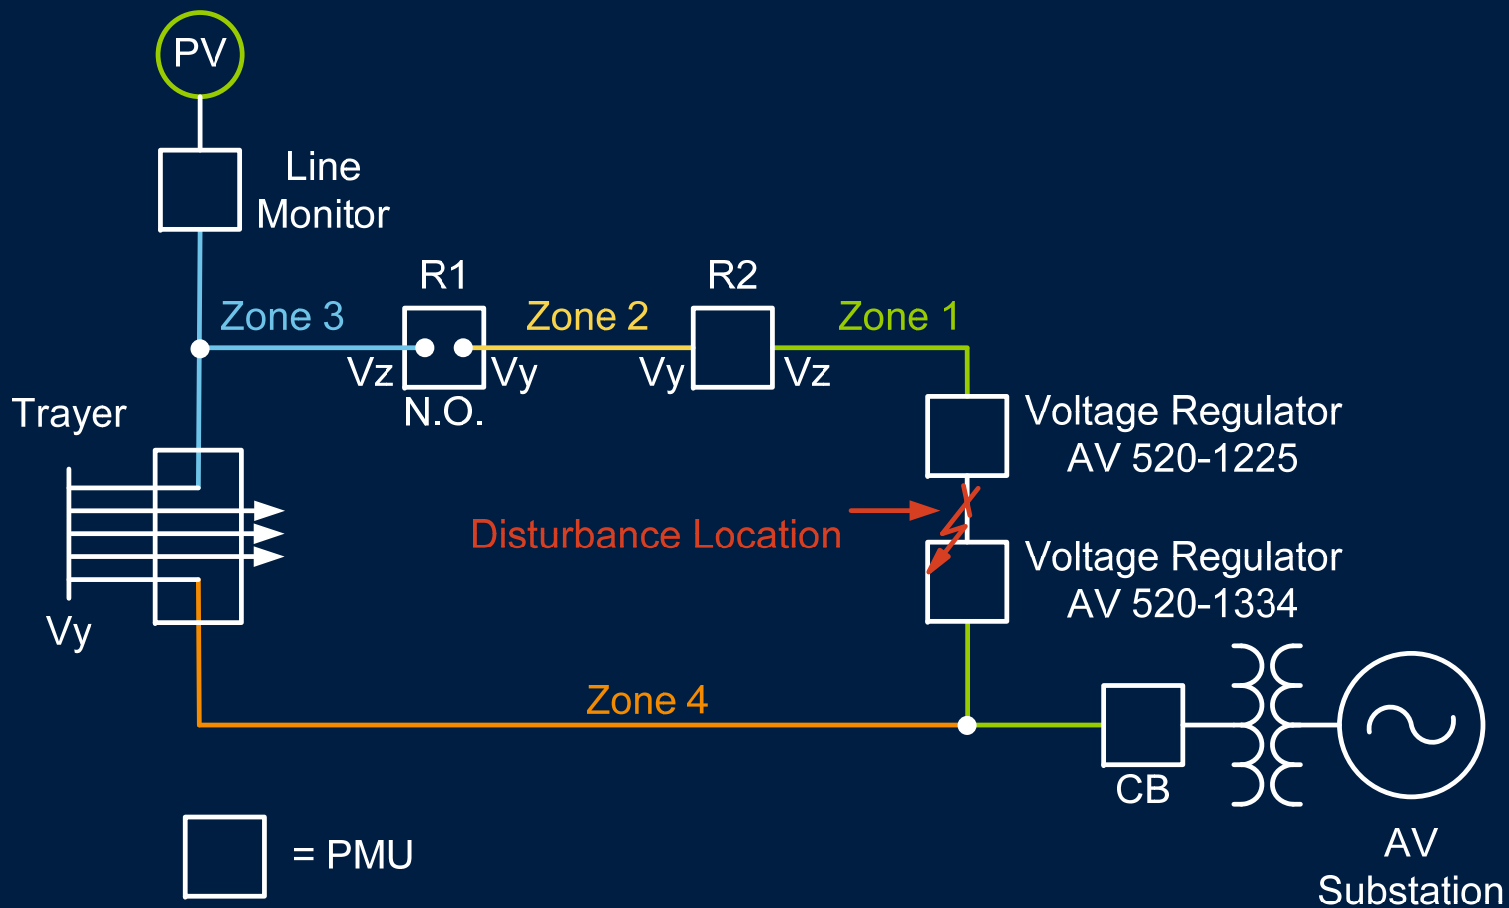 PV
Line
Monitor
R1
R2
Zone 3
Zone 2
Zone 1
Vz
Vy
Vy
Vz
N.O.
Trayer
Voltage Regulator
AV 520-1225
Disturbance Location
Voltage Regulator
AV 520-1334
Vy
Zone 4
CB
= PMU
AV
Substation